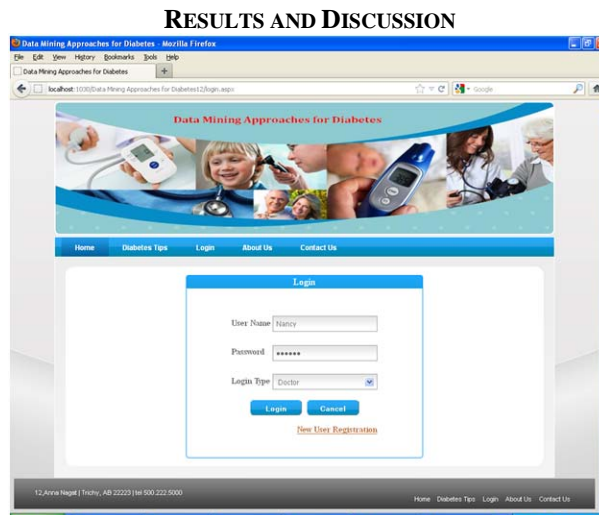 RESULTS AND DISCUSSION
Data Mining Approaches for Diabetes - Mozilla Firefox
File Edit View History Bookmarks Tools Help
Data Mining Approaches for Diabetes
localhost:1030/Data Mining Approaches for Diabetes12/login.aspx
Google
Data Mining Approaches for Diabetes
Home Diabetes Tips Login About Us Contact Us
Login
User Name Nancy
Password ••••••
Login Type Doctor
Login Cancel
New User Registration
12,Anna Nagat | Trichy, AB 22223 | tel 500.222.5000
Home Diabetes Tips Login About Us Contact Us